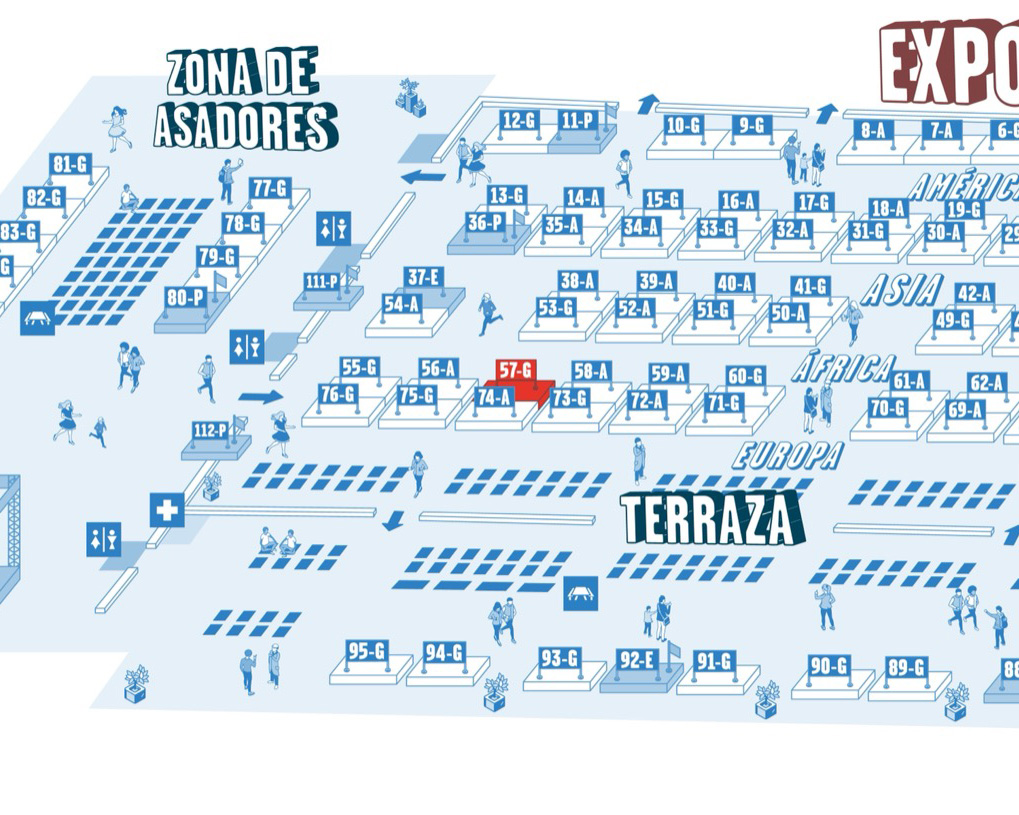 ZONA DE
ASADORES
EXPO
12-G 11-P 10-G 9-G 8-A 7-A
81-G
82-G
83-G
77-G
78-G
79-G
80-P
AMÉRICA
13-G 14-A 15-G 16-A 17-G 18-A 19-G
36-P 35-A 34-A 33-G 32-A 31-G 30-A
111-P
37-E 38-A 39-A 40-A 41-G 42-A
ASIA
54-A 53-G 52-A 51-G 50-A 49-G
55-G 56-A 57-G 58-A 59-A 60-G 61-A 62-A
ÁFRICA
76-G 75-G 74-A 73-G 72-A 71-G 70-G 69-A
112-P
EUROPA
TERRAZA
95-G 94-G 93-G 92-E 91-G 90-G 89-G 88